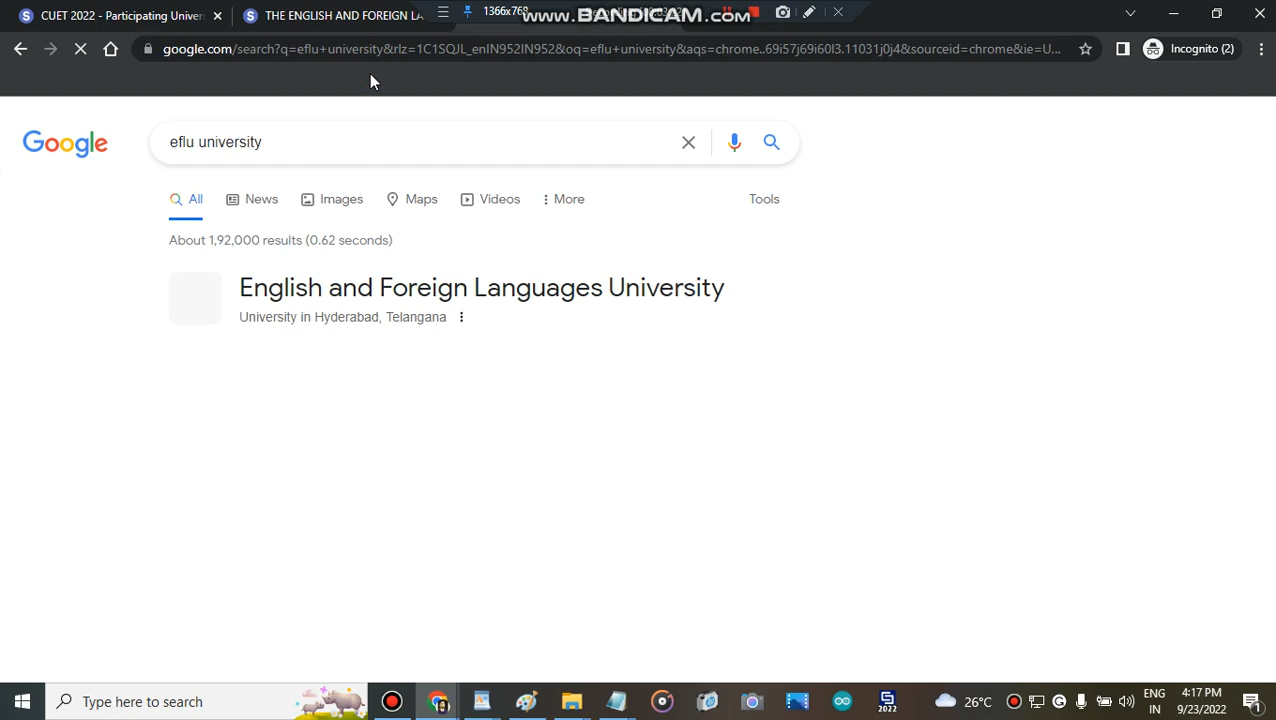 CUET 2022 - Participating Univer
THE ENGLISH AND FOREIGN LA
1366x768
www.BANDICAM.com
google.com/search?q=eflu+university&rlz=1C1SQJL_enIN952IN952&oq=eflu+university&aqs=chrome..69i57j69i60l3.11031j0j4&sourceid=chrome&ie=U...
Incognito (2)
Google
eflu university
All
News
Images
Maps
Videos
More
Tools
About 1,92,000 results (0.62 seconds)
English and Foreign Languages University
University in Hyderabad, Telangana
Type here to search
2022
26°C
ENG
IN
4:17 PM
9/23/2022
1